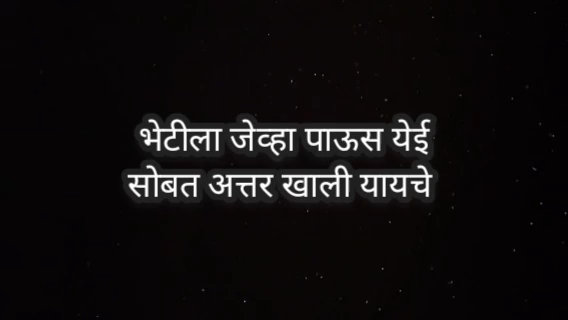 भेटीला जेव्हा पाऊस येई
सोबत अत्तर खाली यायचे